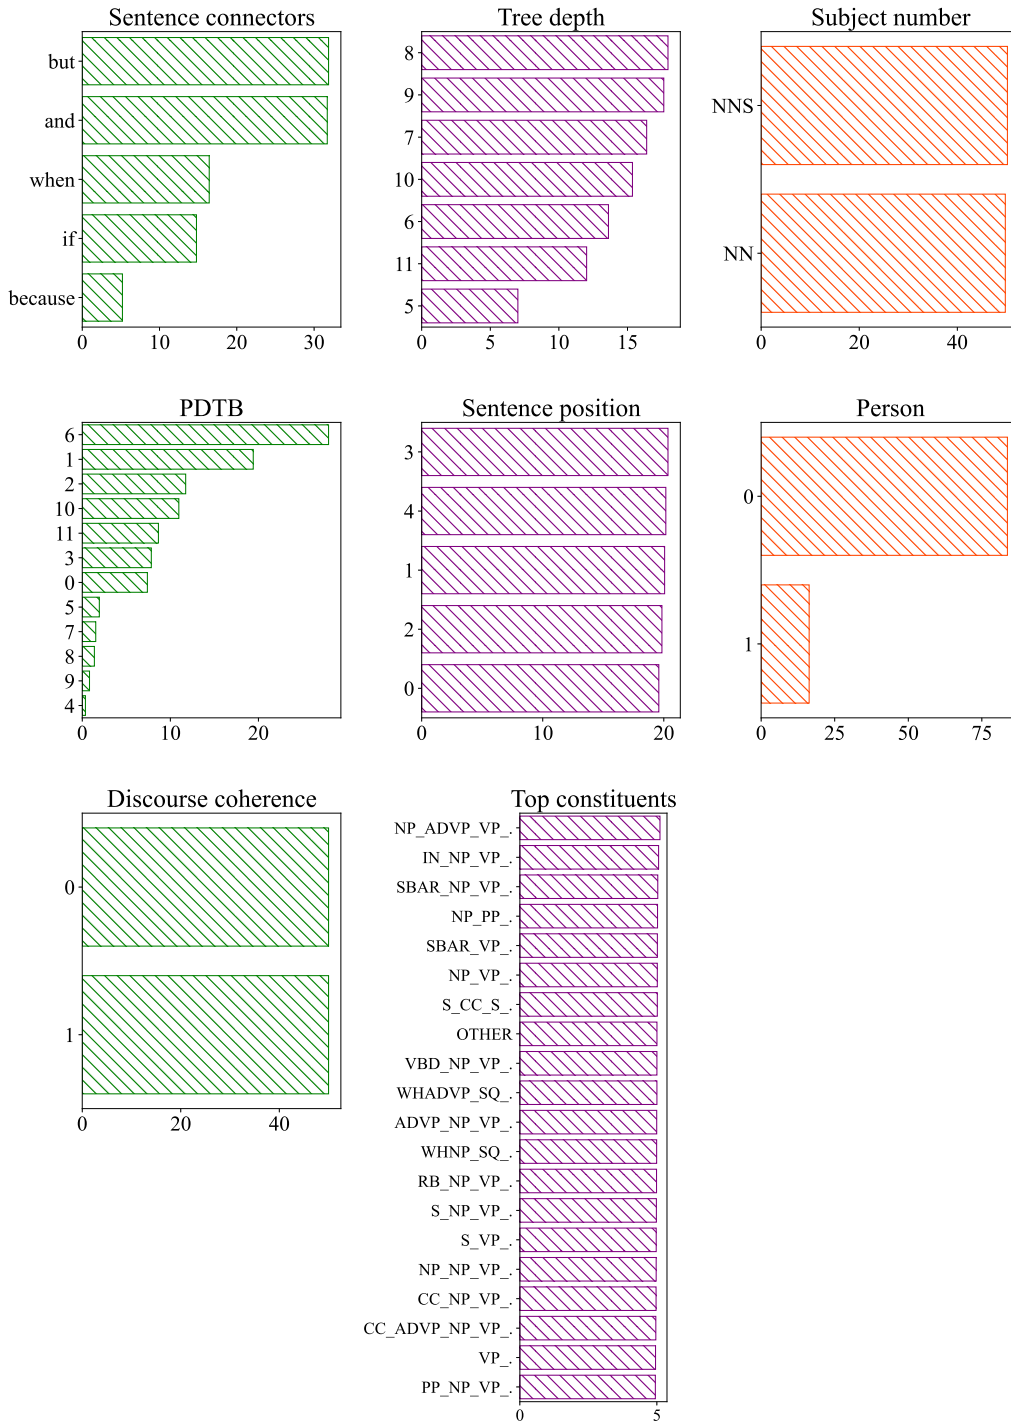 Sentence connectors
but
and
when
if
because
0 10 20 30
Tree depth
8
9
7
10
6
11
5
0 5 10 15
Subject number
NNS
NN
0 20 40
PDTB
6
1
2
10
11
3
0
5
7
8
9
4
0 10 20
Sentence position
3
4
1
2
0
0 10 20
Person
0
1
0 25 50 75
Discourse coherence
0
1
0 20 40
Top constituents
NP_ADVP_VP_.
IN_NP_VP_.
SBAR_NP_VP_.
NP_PP_.
SBAR_VP_.
NP_VP_.
S_CC_S_.
OTHER
VBD_NP_VP_.
WHADVP_SQ_.
ADVP_NP_VP_.
WHNP_SQ_.
RB_NP_VP_.
S_NP_VP_.
S_VP_.
NP_NP_VP_.
CC_NP_VP_.
CC_ADVP_NP_VP_.
VP_.
PP_NP_VP_.
0 5